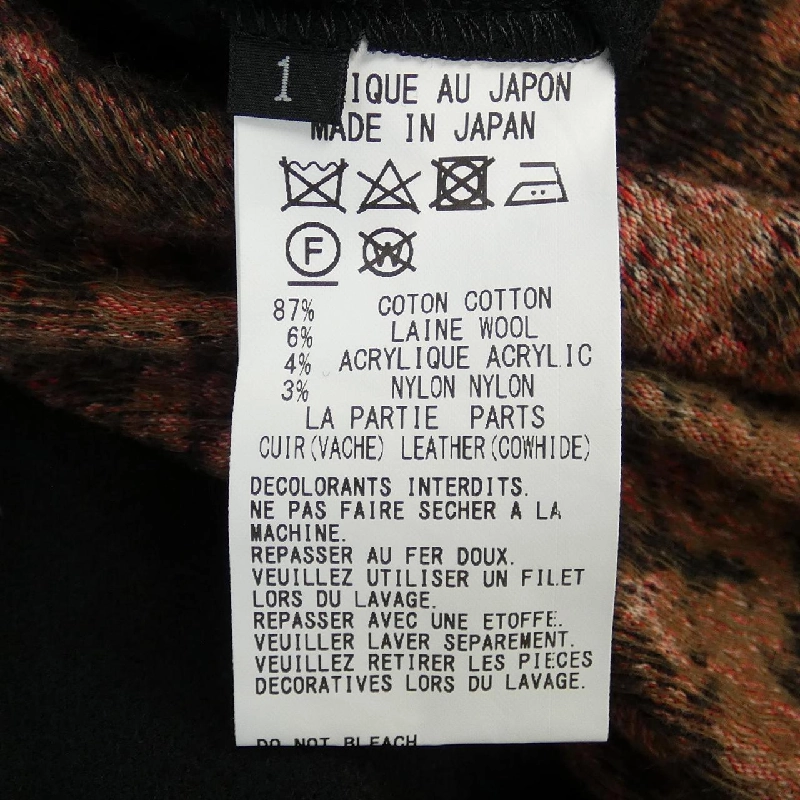 1
IQUE AU JAPON
MADE IN JAPAN
F
W
87% COTON COTTON
6% LAINE WOOL
4% ACRYLIQUE ACRYLIC
3% NYLON NYLON
LA PARTIE PARTS
CUIR(VACHE) LEATHER(COWHIDE)
DECOLORANTS INTERDITS.
NE PAS FAIRE SECHER A LA
MACHINE.
REPASSER AU FER DOUX.
VEUILLEZ UTILISER UN FILET
LORS DU LAVAGE.
REPASSER AVEC UNE ETOFFE.
VEUILLER LAVER SEPAREMENT.
VEUILLEZ RETIRER LES PIECES
DECORATIVES LORS DU LAVAGE.
DO NOT BLEACH